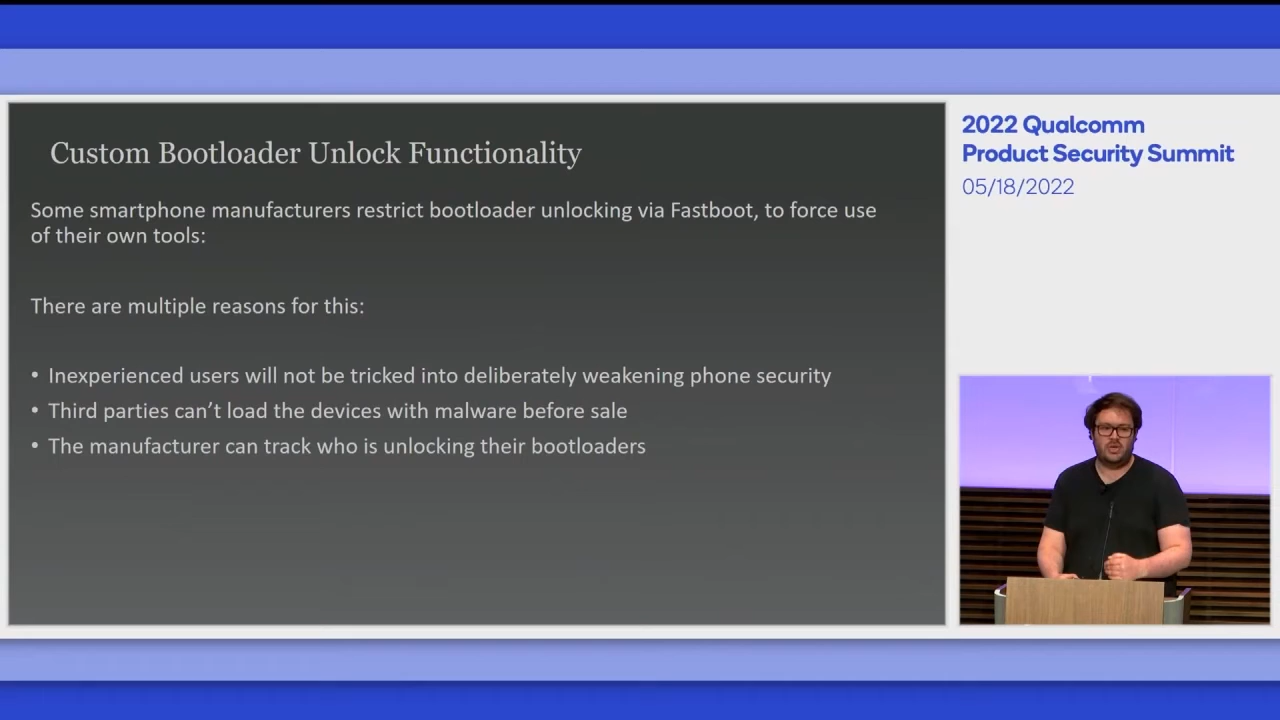 Custom Bootloader Unlock Functionality
Some smartphone manufacturers restrict bootloader unlocking via Fastboot, to force use
of their own tools:
There are multiple reasons for this:
• Inexperienced users will not be tricked into deliberately weakening phone security
• Third parties can’t load the devices with malware before sale
• The manufacturer can track who is unlocking their bootloaders
2022 Qualcomm
Product Security Summit
05/18/2022